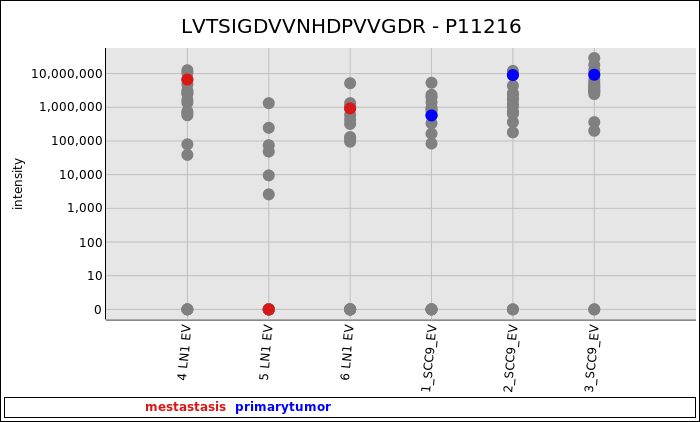 LVTSIGDVVNHDPVVGDR - P11216
intensity
10,000,000
1,000,000
100,000
10,000
1,000
100
10
0
4 LN1 EV
5 LN1 EV
6 LN1 EV
1_SCC9_EV
2_SCC9_EV
3_SCC9_EV
mestastasis primarytumor